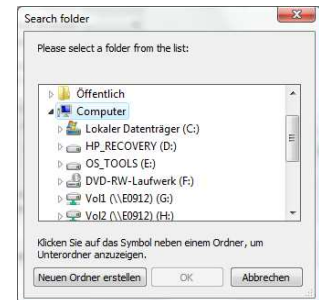 Search folder
Please select a folder from the list:
Öffentlich
Computer
Lokaler Datenträger (C:)
HP_RECOVERY (D:)
OS_TOOLS (E:)
DVD-RW-Laufwerk (F:)
Vol1 (\\E0912) (G:)
Vol2 (\\E0912) (H:)
Klicken Sie auf das Symbol neben einem Ordner, um
Unterordner anzuzeigen.
Neuen Ordner erstellen OK Abbrechen